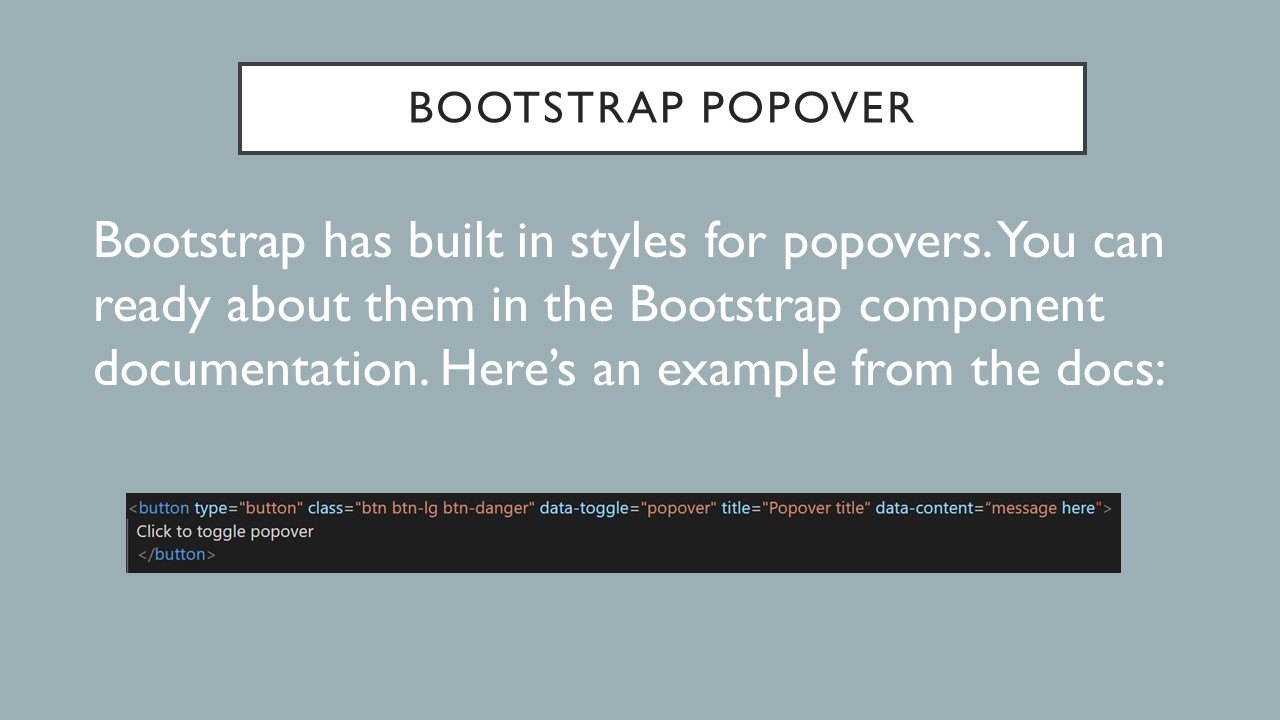 BOOTSTRAP POPOVER
Bootstrap has built in styles for popovers. You can
ready about them in the Bootstrap component
documentation. Here’s an example from the docs:
<button type="button" class="btn btn-lg btn-danger" data-toggle="popover" title="Popover title" data-content=“message here">
Click to toggle popover
</button>